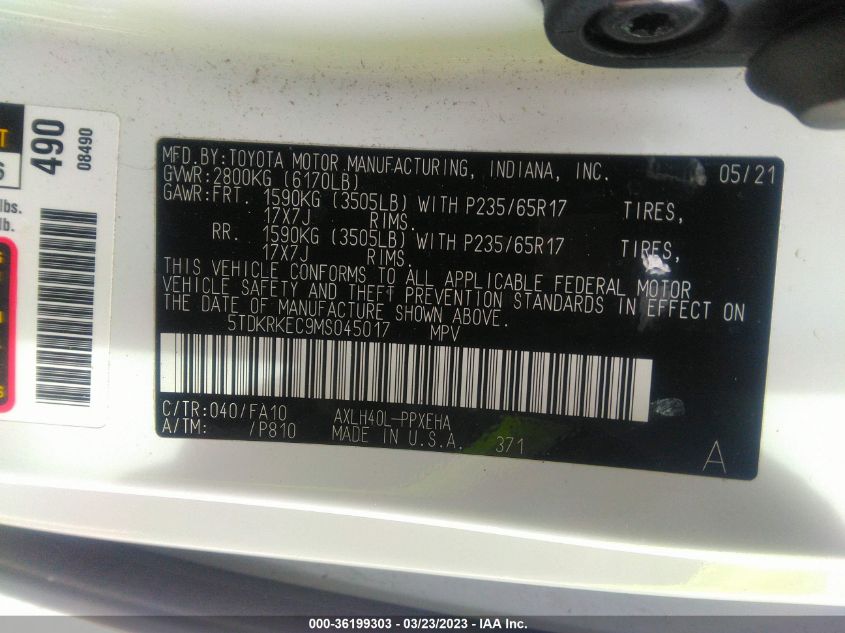 T
6
lbs.
lb.
S
490
08490
MFD.BY:TOYOTA MOTOR MANUFACTURING, INDIANA, INC. 05/21
GVWR:2800KG (6170LB)
GAWR:FRT. 1590KG (3505LB) WITH P235/65R17 TIRES,
17X7J RIMS.
RR. 1590KG (3505LB) WITH P235/65R17 TIRES,
17X7J RIMS.
THIS VEHICLE CONFORMS TO ALL APPLICABLE FEDERAL MOTOR
VEHICLE SAFETY AND THEFT PREVENTION STANDARDS IN EFFECT ON
THE DATE OF MANUFACTURE SHOWN ABOVE.
5TDKRKEC9MS045017 MPV
C/TR:040/FA10 AXLH40L-PPXEHA
A/TM: /P810 MADE IN U.S.A. 371
A
000-36199303 - 03/23/2023 - © IAA Inc.